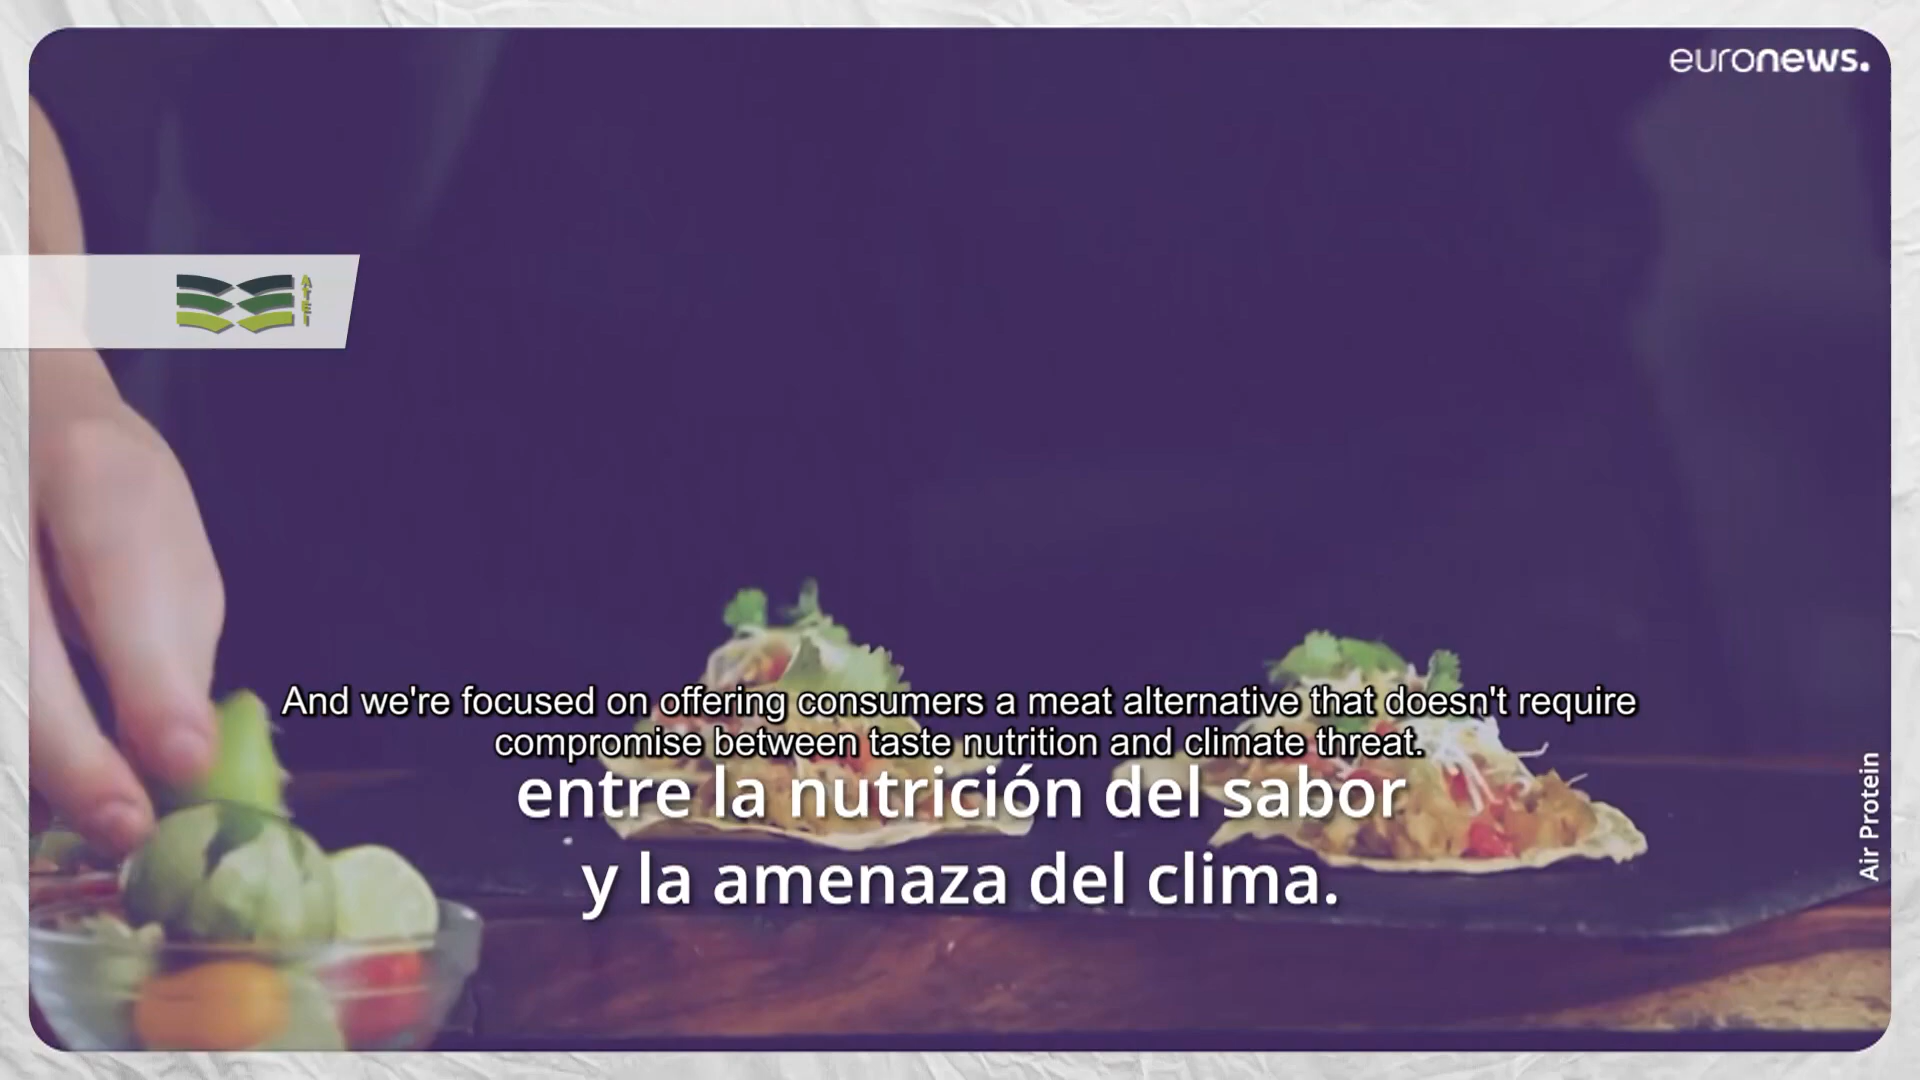 euronews.
ATEI
And we're focused on offering consumers a meat alternative that doesn't require
compromise between taste nutrition and climate threat.
entre la nutrición del sabor
y la amenaza del clima.
Air Protein